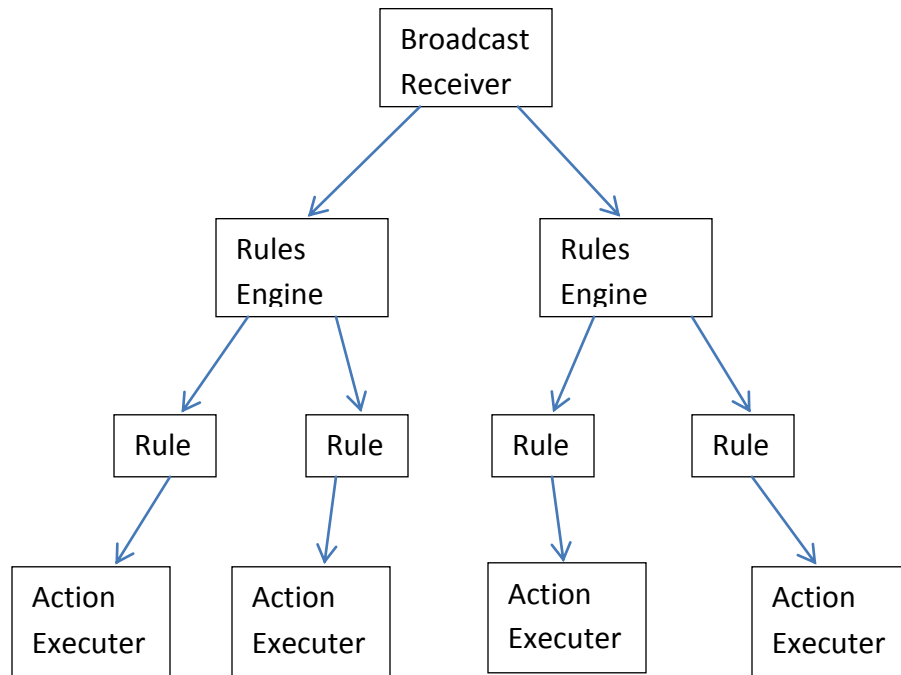 Broadcast
Receiver
Rules
Engine
Rules
Engine
Rule
Rule
Rule
Rule
Action
Executer
Action
Executer
Action
Executer
Action
Executer